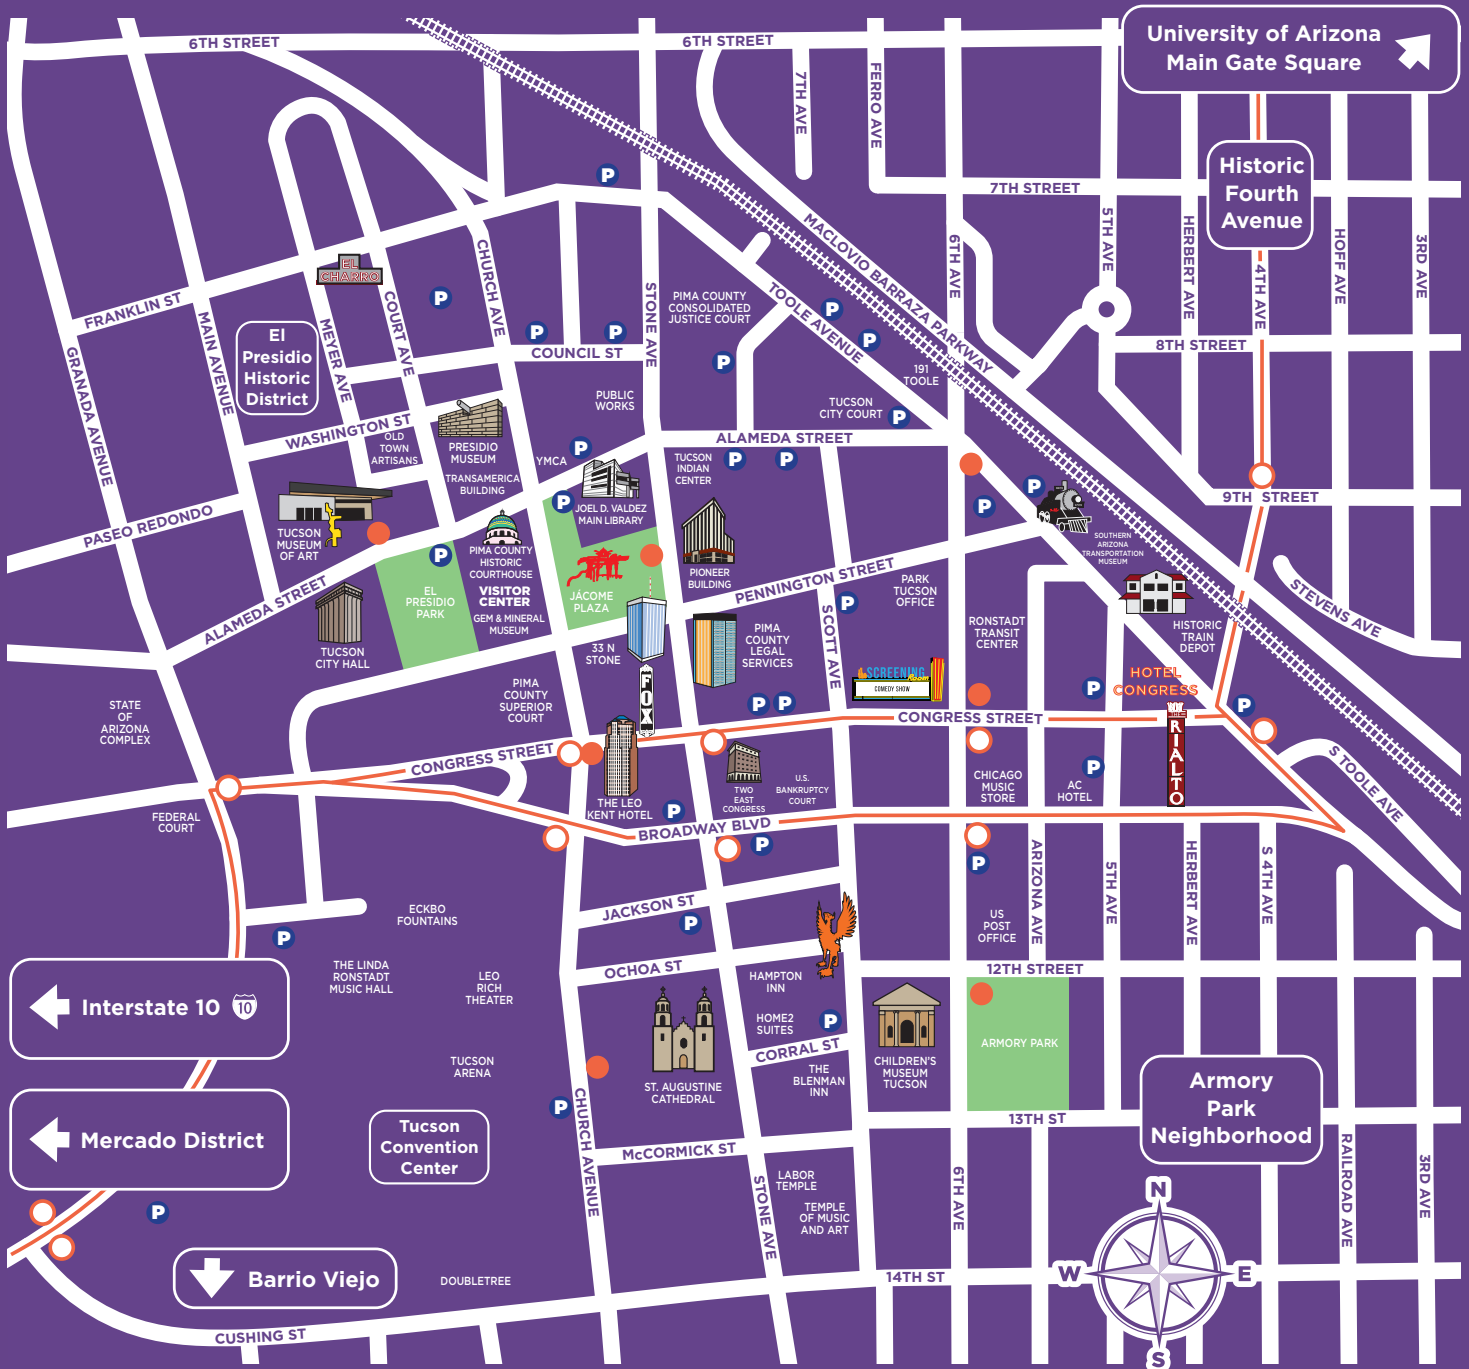 University of Arizona
Main Gate Square
6TH STREET
6TH STREET
7TH AVE
FERRO AVE
Historic
Fourth
Avenue
7TH STREET
P
MACLOVIO BARRAZA PARKWAY
6TH AVE
5TH AVE
HERBERT AVE
4TH AVE
HOFF AVE
3RD AVE
EL
CHARRO
CHURCH AVE
STONE AVE
FRANKLIN ST
MAIN AVENUE
MEYER AVE
COURT AVE
P
PIMA COUNTY
CONSOLIDATED
JUSTICE COURT
TOOLE AVENUE
P
P
P
P
P
El
Presidio
Historic
District
COUNCIL ST
8TH STREET
GRANADA AVENUE
191
TOOLE
PUBLIC
WORKS
TUCSON
CITY COURT
P
WASHINGTON ST
OLD
TOWN
ARTISANS
PRESIDIO
MUSEUM
TRANSAMERICA
BUILDING
YMCA
P
ALAMEDA STREET
TUCSON
INDIAN
CENTER
P
P
9TH STREET
PASEO REDONDO
JOEL D. VALDEZ
MAIN LIBRARY
P
P
P
TUCSON
MUSEUM
OF ART
P
PIMA COUNTY
HISTORIC
COURTHOUSE
VISITOR
CENTER
GEM & MINERAL
MUSEUM
SOUTHERN
ARIZONA
TRANSPORTATION
MUSEUM
PIONEER
BUILDING
PENNINGTON STREET
PARK
TUCSON
OFFICE
EL
PRESIDIO
PARK
JÁCOME
PLAZA
ALAMEDA STREET
P
SCOTT AVE
STEVENS AVE
TUCSON
CITY HALL
33 N
STONE
PIMA
COUNTY
LEGAL
SERVICES
RONSTADT
TRANSIT
CENTER
HISTORIC
TRAIN
DEPOT
SCREENING
Room
COMEDY SHOW
HOTEL
CONGRESS
FOX
PIMA
COUNTY
SUPERIOR
COURT
P
P
P
P
STATE
OF
ARIZONA
COMPLEX
CONGRESS STREET
CONGRESS STREET
THE
RIALTO
S TOOLE AVE
TWO
EAST
CONGRESS
U.S.
BANKRUPTCY
COURT
CHICAGO
MUSIC
STORE
AC
HOTEL
P
THE LEO
KENT HOTEL
P
FEDERAL
COURT
BROADWAY BLVD
P
P
ARIZONA AVE
5TH AVE
HERBERT AVE
S 4TH AVE
JACKSON ST
P
ECKBO
FOUNTAINS
P
US
POST
OFFICE
OCHOA ST
12TH STREET
THE LINDA
RONSTADT
MUSIC HALL
LEO
RICH
THEATER
HAMPTON
INN
HOME2
SUITES
P
Interstate 10
10
CORRAL ST
ARMORY PARK
TUCSON
ARENA
ST. AUGUSTINE
CATHEDRAL
THE
BLENMAN
INN
CHILDREN'S
MUSEUM
TUCSON
Armory
Park
Neighborhood
P
CHURCH AVENUE
13TH ST
Mercado District
Tucson
Convention
Center
McCORMICK ST
RAILROAD AVE
3RD AVE
LABOR
TEMPLE
TEMPLE
OF MUSIC
AND ART
STONE AVE
6TH AVE
P
N
W
E
S
Barrio Viejo
DOUBLETREE
14TH ST
CUSHING ST